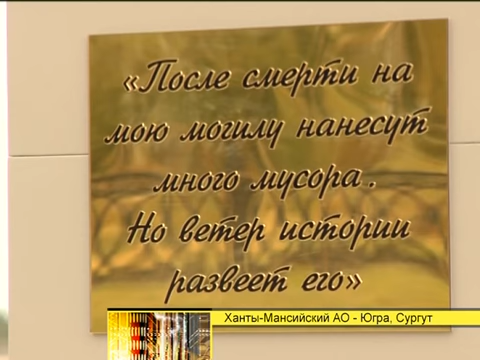 «После смерти на
мою могилу нанесут
много мусора.
Но ветер истории
развеет его»
Ханты-Мансийский АО - Югра, Сургут